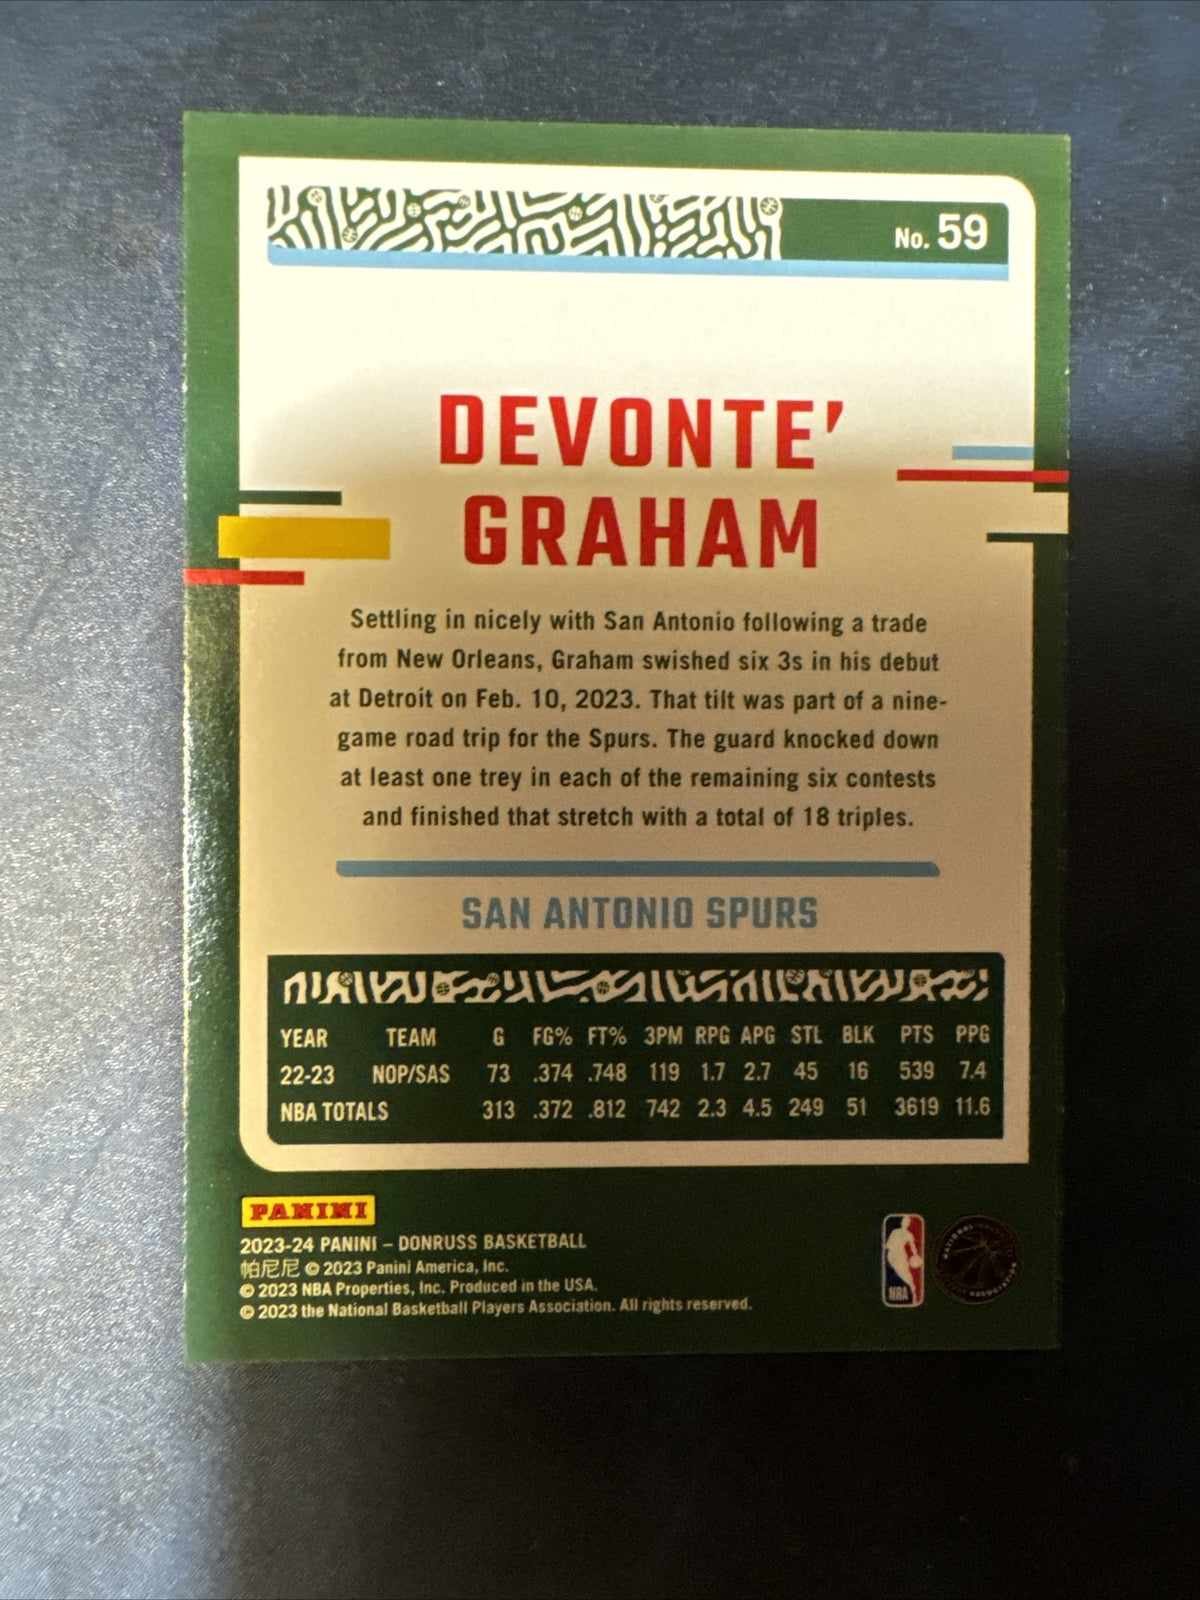 No. 59
DEVONTE'
GRAHAM
Settling in nicely with San Antonio following a trade
from New Orleans, Graham swished six 3s in his debut
at Detroit on Feb. 10, 2023. That tilt was part of a nine-
game road trip for the Spurs. The guard knocked down
at least one trey in each of the remaining six contests
and finished that stretch with a total of 18 triples.
SAN ANTONIO SPURS
YEAR TEAM G FG% FT% 3PM RPG APG STL BLK PTS PPG
22-23 NOP/SAS 73 .374 .748 119 1.7 2.7 45 16 539 7.4
NBA TOTALS 313 .372 .812 742 2.3 4.5 249 51 3619 11.6
PANINI
2023-24 PANINI – DONRUSS BASKETBALL
帕尼尼 © 2023 Panini America, Inc.
© 2023 NBA Properties, Inc. Produced in the USA.
© 2023 the National Basketball Players Association. All rights reserved.
NBA